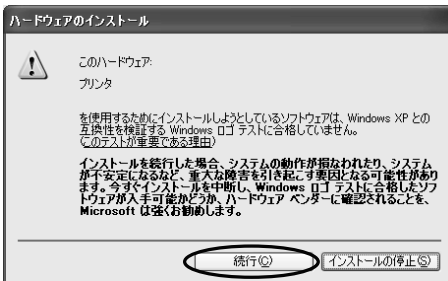 ハードウェアのインストール
このハードウェア:
プリンタ
を使用するためにインストールしようとしているソフトウェアは、Windows XP との
互換性を検証する Windows ロゴ テストに合格していません。
(このテストが重要である理由)
インストールを続行した場合、システムの動作が損なわれたり、システム
が不安定になるなど、重大な障害を引き起こす要因となる可能性があり
ます。今すぐインストールを中断し、Windows ロゴ テストに合格したソフ
トウェアが入手可能かどうか、ハードウェア ベンダーに確認されることを、
Microsoft は強くお勧めします。
続行(C)
インストールの停止(S)